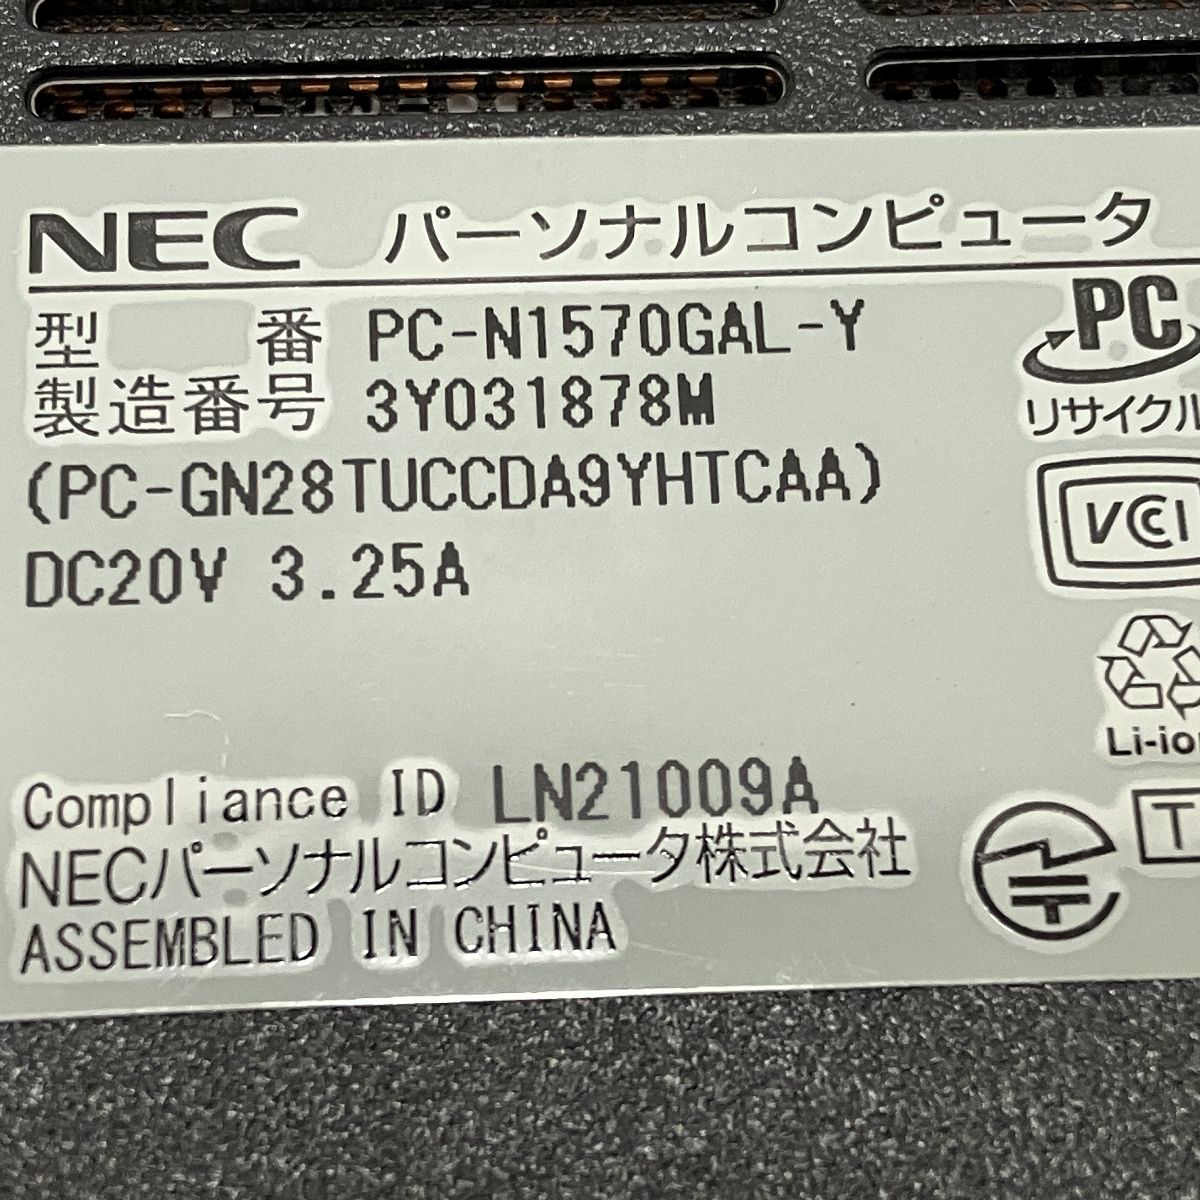 NEC パーソナルコンピュータ
型 番 PC-N1570GAL-Y
製造番号 3Y031878M
(PC-GN28TUCCDA9YHTCAA)
DC20V 3.25A
PC
リサイクル
VCCI
Li-ion
Compliance ID LN21009A
NECパーソナルコンピュータ株式会社
ASSEMBLED IN CHINA
T